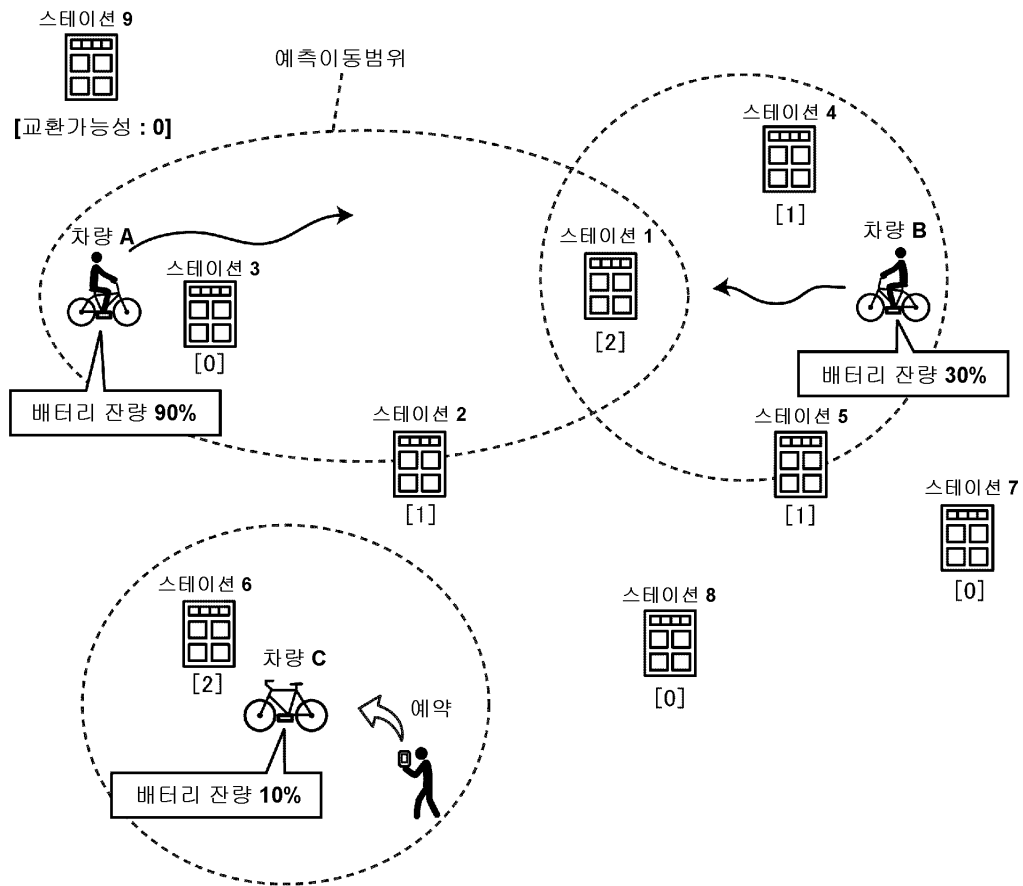 스테이션 9
[교환가능성 : 0]
예측이동범위
스테이션 4
[1]
차량 A
스테이션 3
[0]
배터리 잔량 90%
스테이션 1
[2]
차량 B
배터리 잔량 30%
스테이션 2
[1]
스테이션 5
[1]
스테이션 7
[0]
스테이션 6
[2]
차량 C
예약
배터리 잔량 10%
스테이션 8
[0]